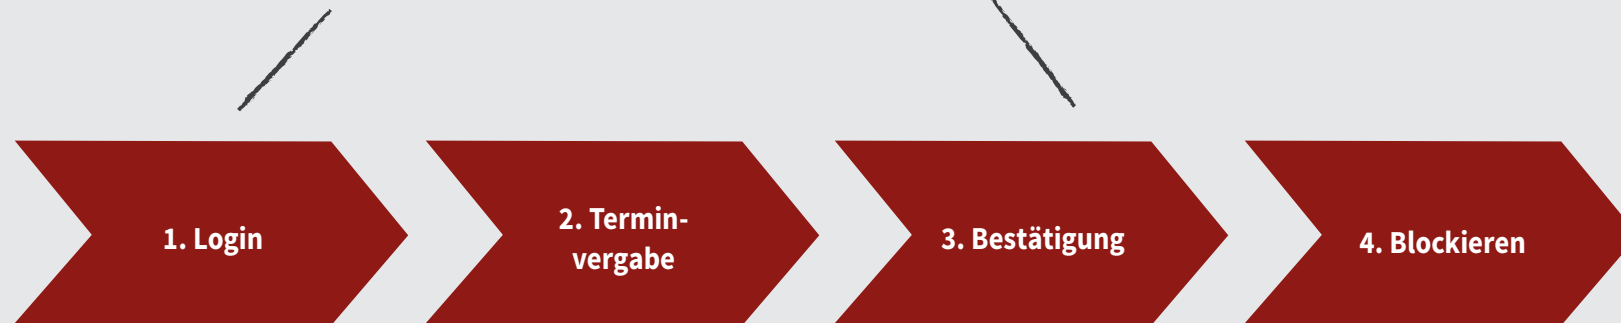 1. Login
2. Termin-
vergabe
3. Bestätigung
4. Blockieren